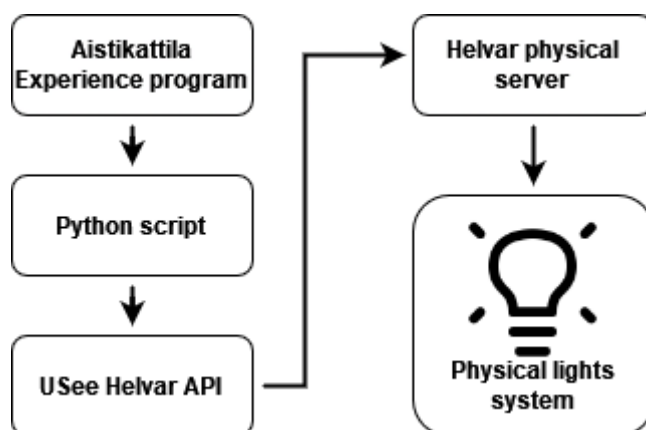 Aistikattila
Experience program
Python script
USee Helvar API
Helvar physical
server
Physical lights
system